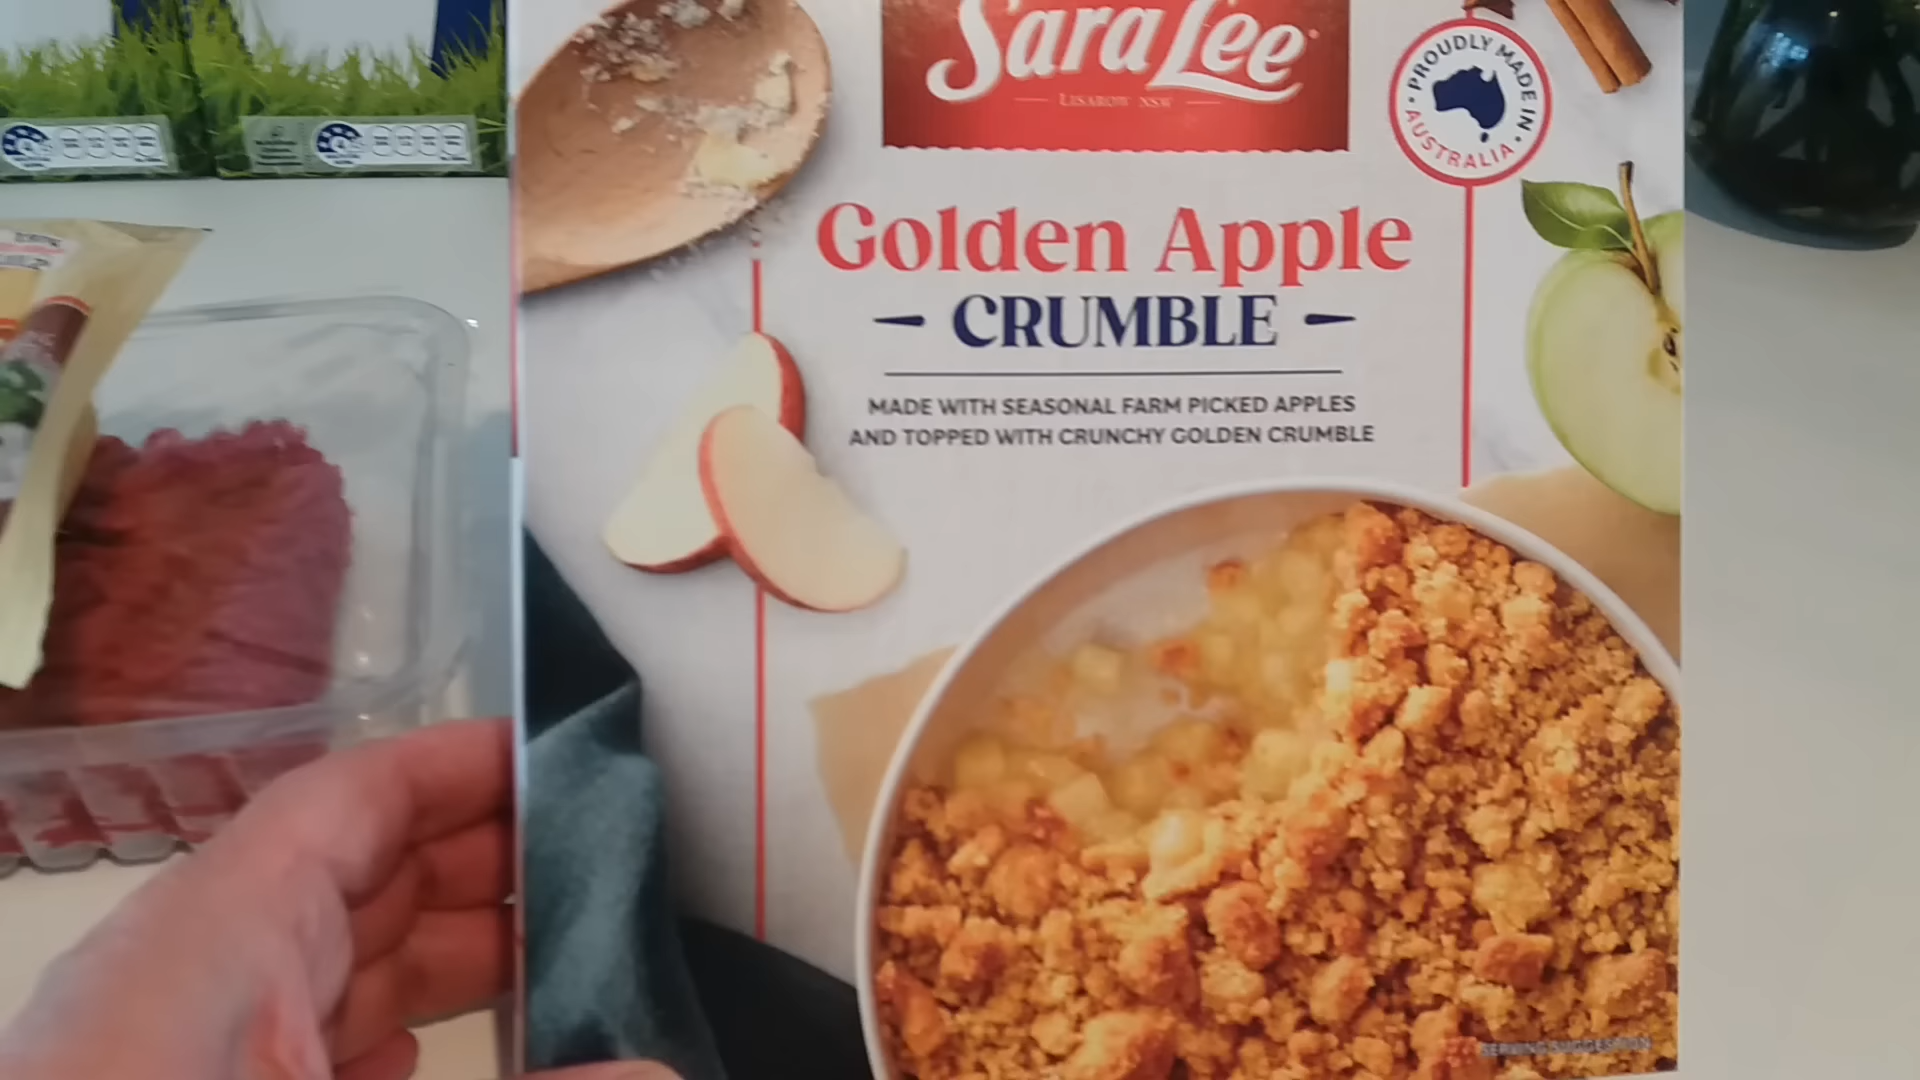 Sara Lee
LISAROW NSW
PROUDLY MADE IN
AUSTRALIA
Golden Apple
CRUMBLE
MADE WITH SEASONAL FARM PICKED APPLES
AND TOPPED WITH CRUNCHY GOLDEN CRUMBLE
SERVING SUGGESTION